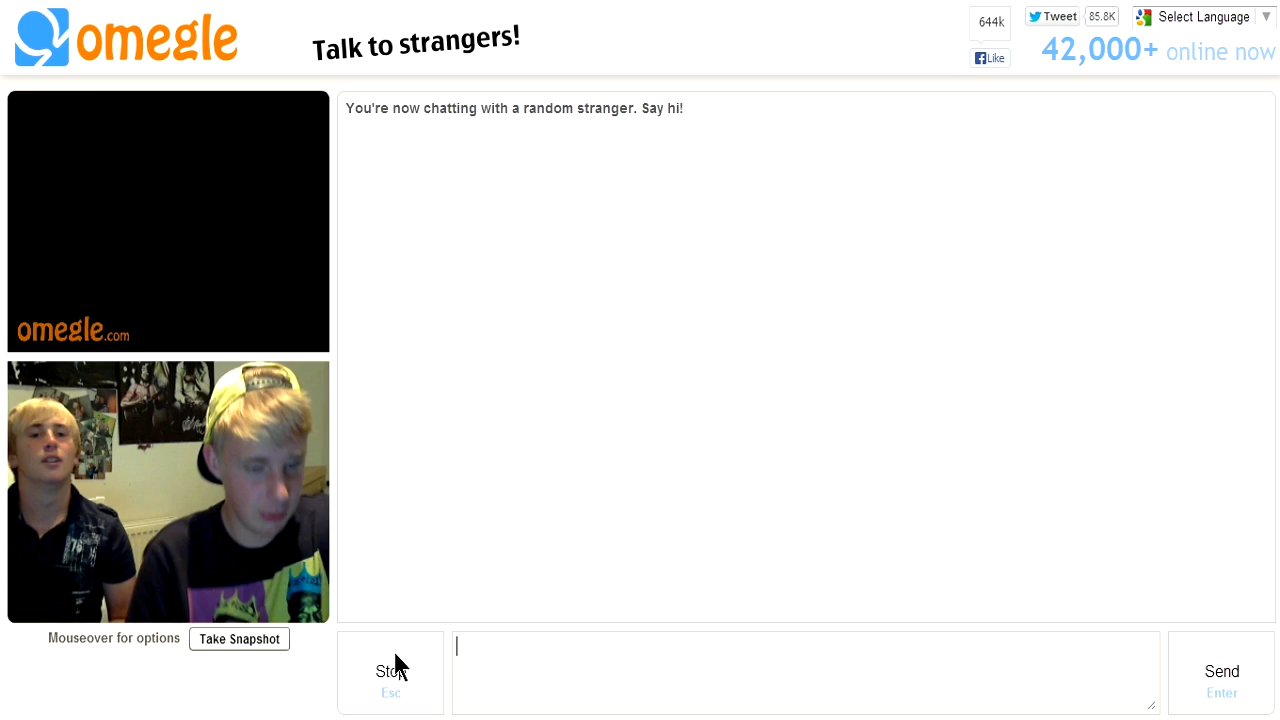 omegle
Talk to strangers!
644k
Like
Tweet
85.8K
Select Language
42,000+ online now
You're now chatting with a random stranger. Say hi!
omegle.com
Mouseover for options
Take Snapshot
Stop
Esc
Send
Enter